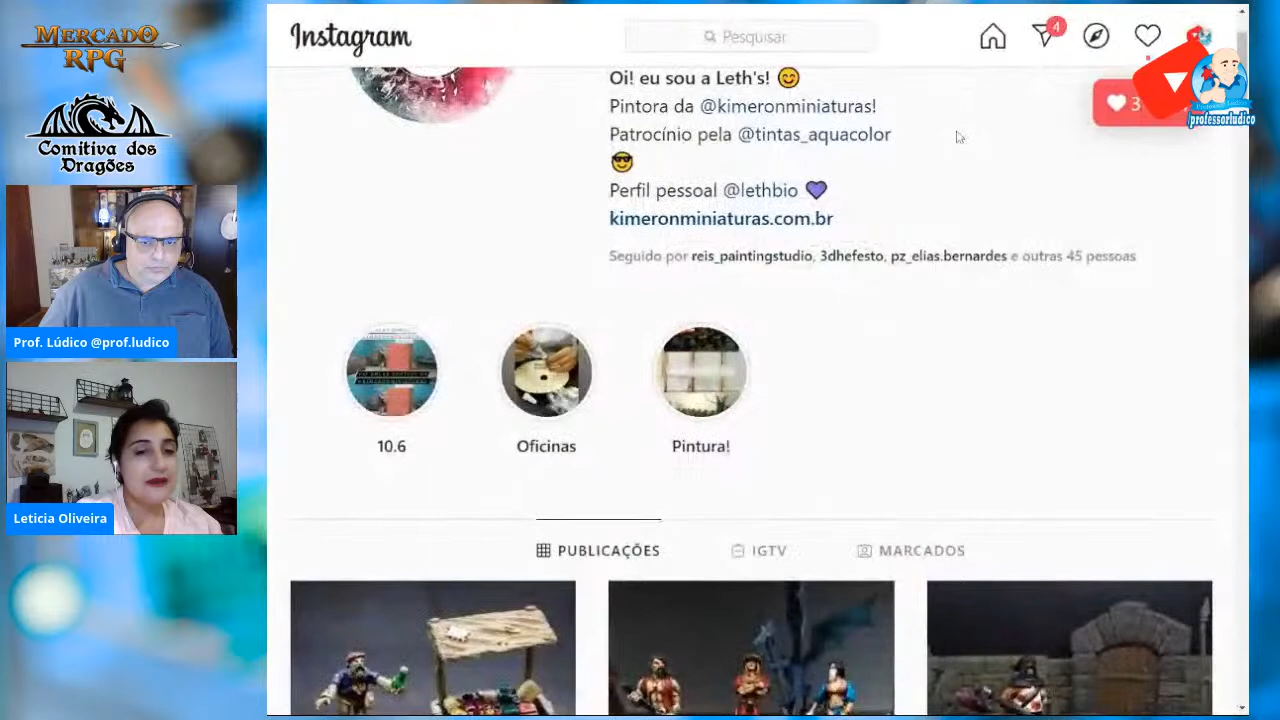 MERCADO
RPG
Comitiva dos
Dragões
Prof. Lúdico @prof.ludico
Leticia Oliveira
Instagram
Pesquisar
4
3
/professorludico
Oi! eu sou a Leth's! 😊
Pintora da @kimeronminiaturas!
Patrocínio pela @tintas_aquacolor
😎
Perfil pessoal @lethbio 💜
kimeronminiaturas.com.br
Seguido por reis_paintingstudio, 3dhefesto, pz_elias.bernardes e outras 45 pessoas
10.6
Oficinas
Pintura!
PUBLICAÇÕES
IGTV
MARCADOS